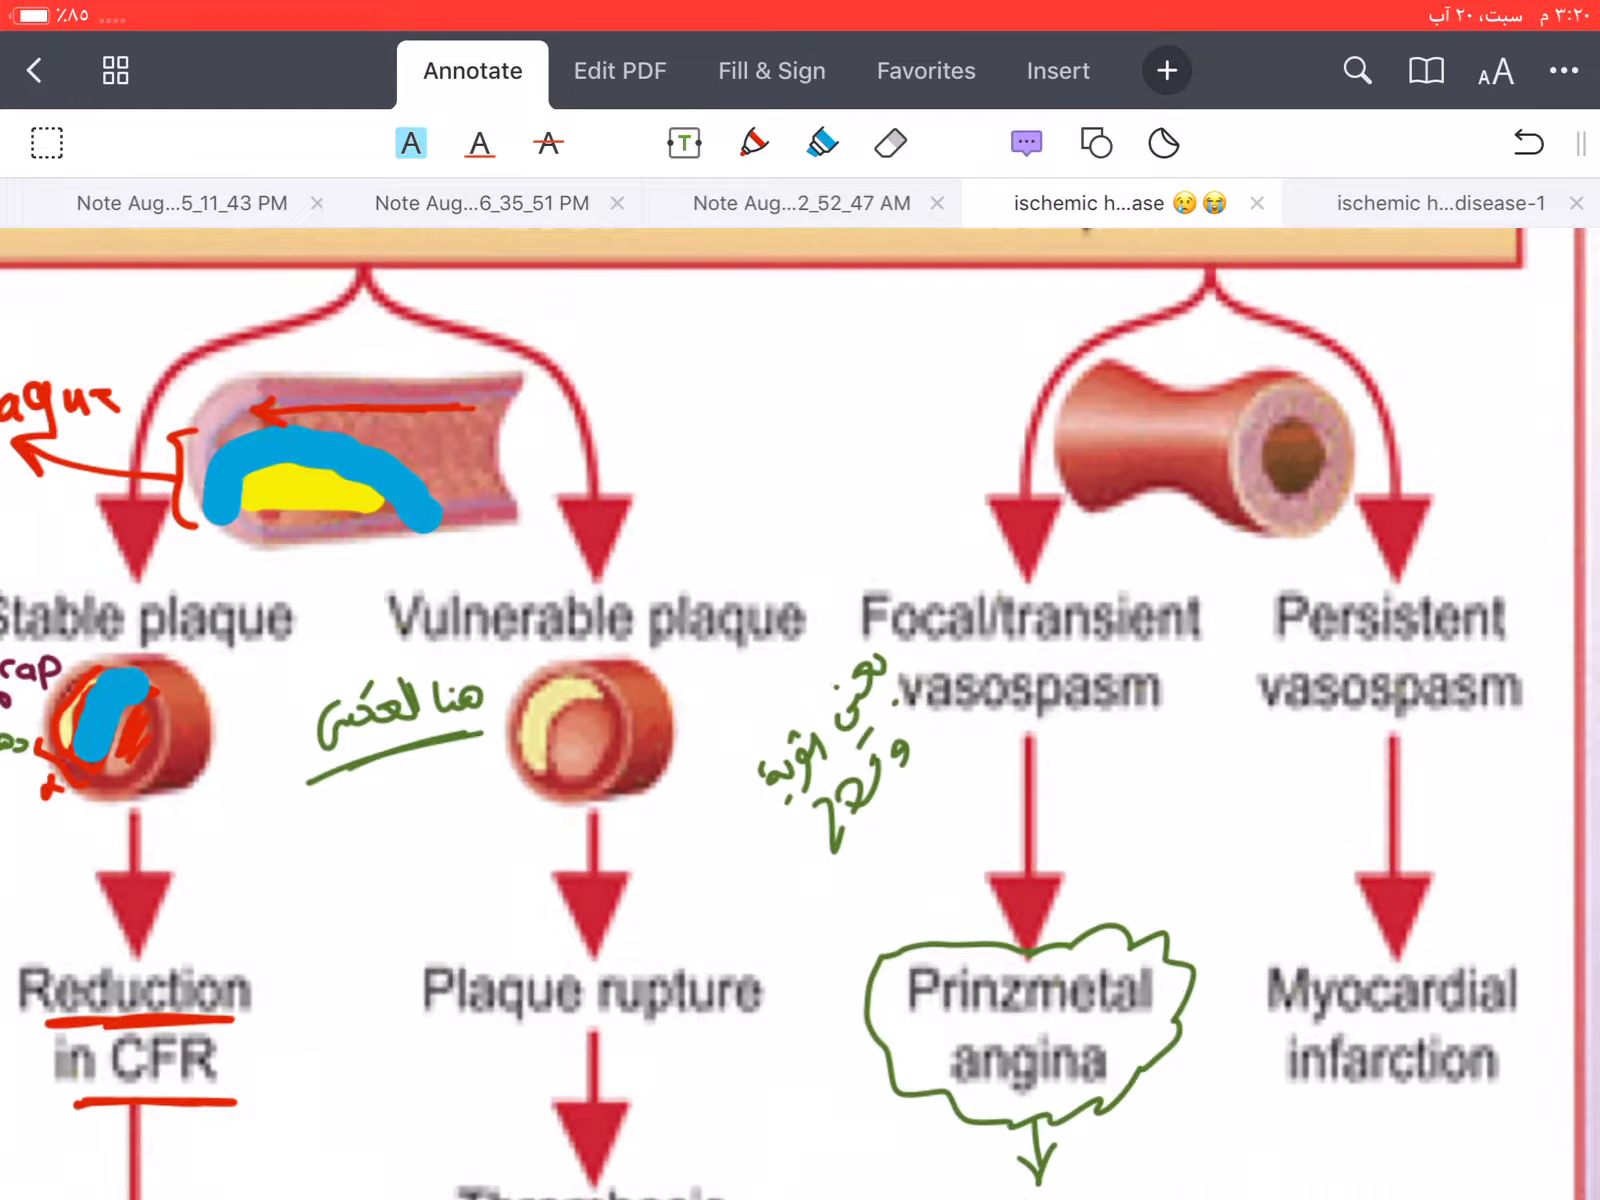 ٪٨٥
٣:٢٠ م سبت، ٢٠ آب
Annotate Edit PDF Fill & Sign Favorites Insert
Note Aug...5_11_43 PM
Note Aug...6_35_51 PM
Note Aug...2_52_47 AM
ischemic h...ase 😢 😭
ischemic h...disease-1
Stable plaque
Vulnerable plaque
Focal/transient
vasospasm
Persistent
vasospasm
هنا
Reduction
in CFR
Plaque rupture
Prinzmetal
angina
Myocardial
infarction
Thrombosis